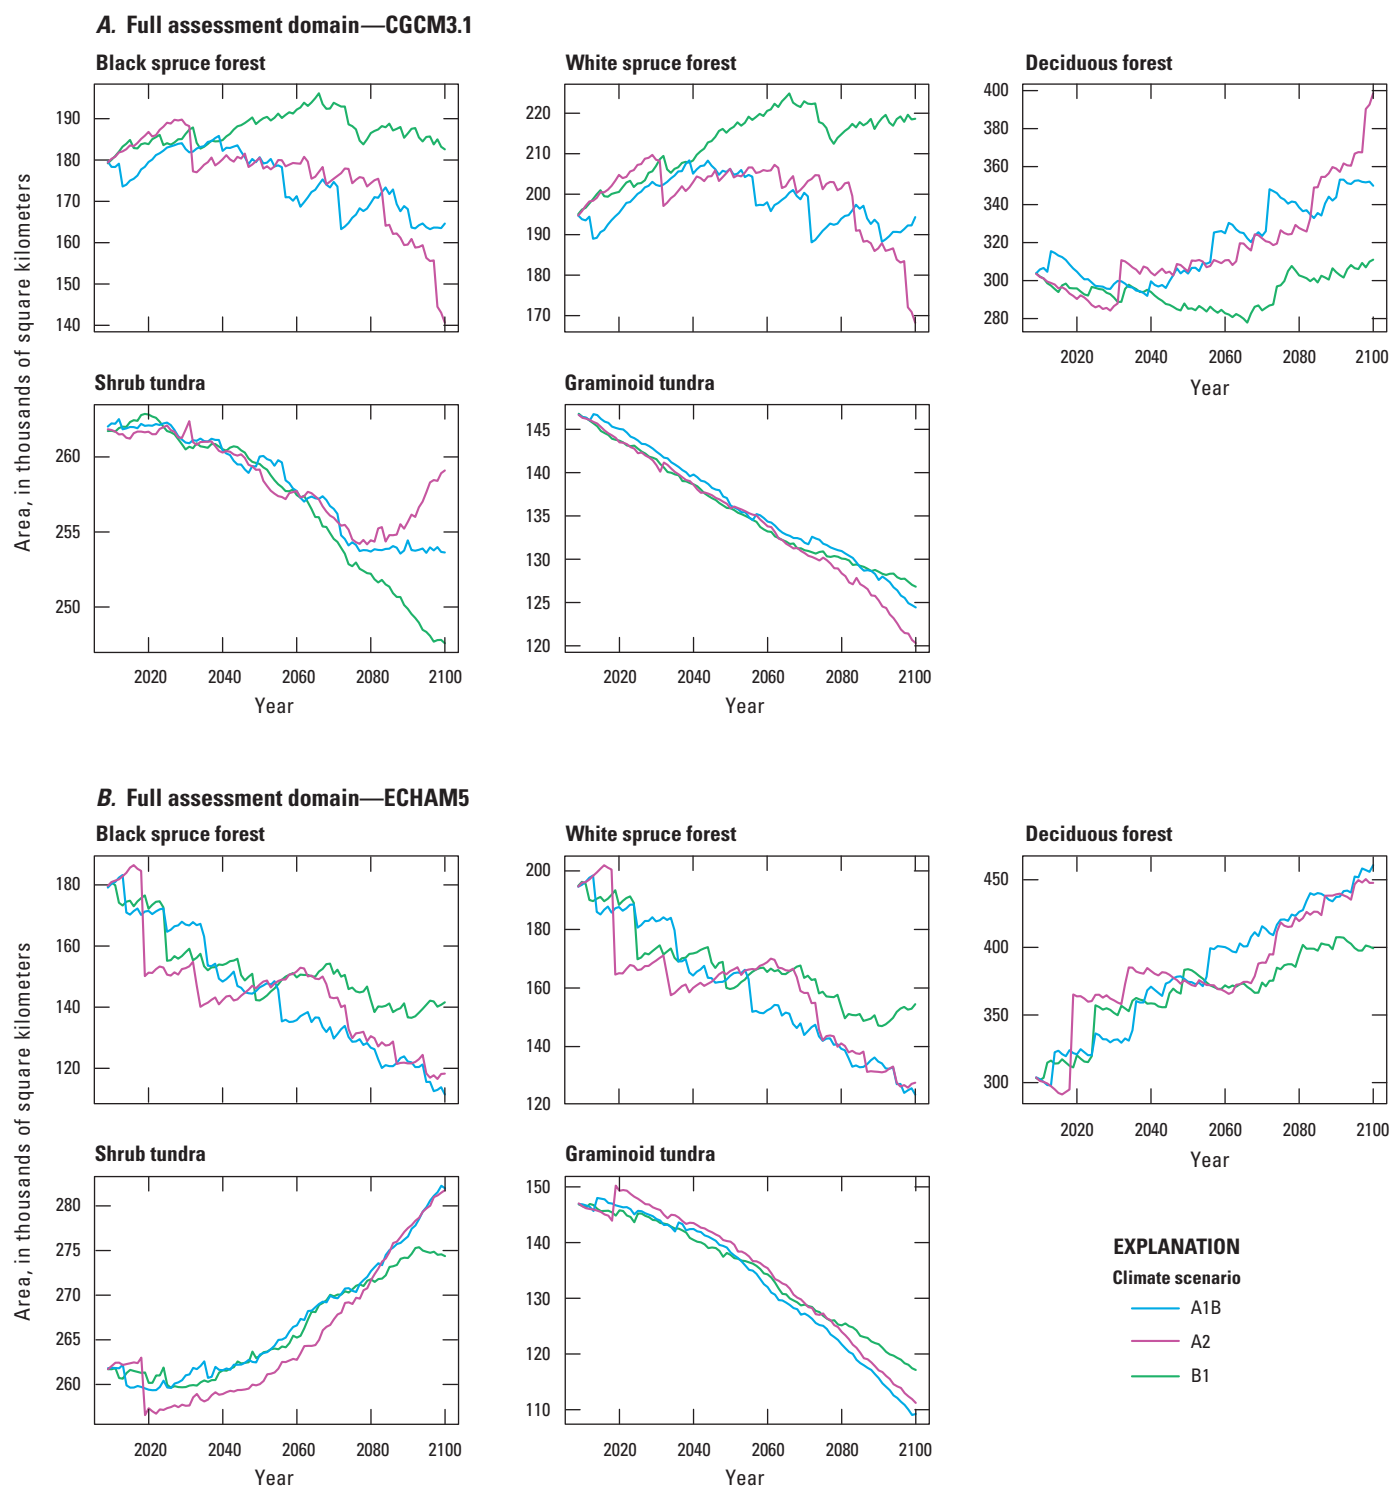 A. Full assessment domain—CGCM3.1
Black spruce forest
White spruce forest
Deciduous forest
190
180
170
160
150
140
220
210
200
190
180
170
400
380
360
340
320
300
280
2020 2040 2060 2080 2100
Year
Shrub tundra
Graminoid tundra
260
255
250
145
140
135
130
125
120
2020 2040 2060 2080 2100
Year
2020 2040 2060 2080 2100
Year
Area, in thousands of square kilometers
B. Full assessment domain—ECHAM5
Black spruce forest
White spruce forest
Deciduous forest
180
160
140
120
200
180
160
140
120
450
400
350
300
2020 2040 2060 2080 2100
Year
Shrub tundra
Graminoid tundra
280
275
270
265
260
150
140
130
120
110
2020 2040 2060 2080 2100
Year
2020 2040 2060 2080 2100
Year
Area, in thousands of square kilometers
EXPLANATION
Climate scenario
A1B
A2
B1